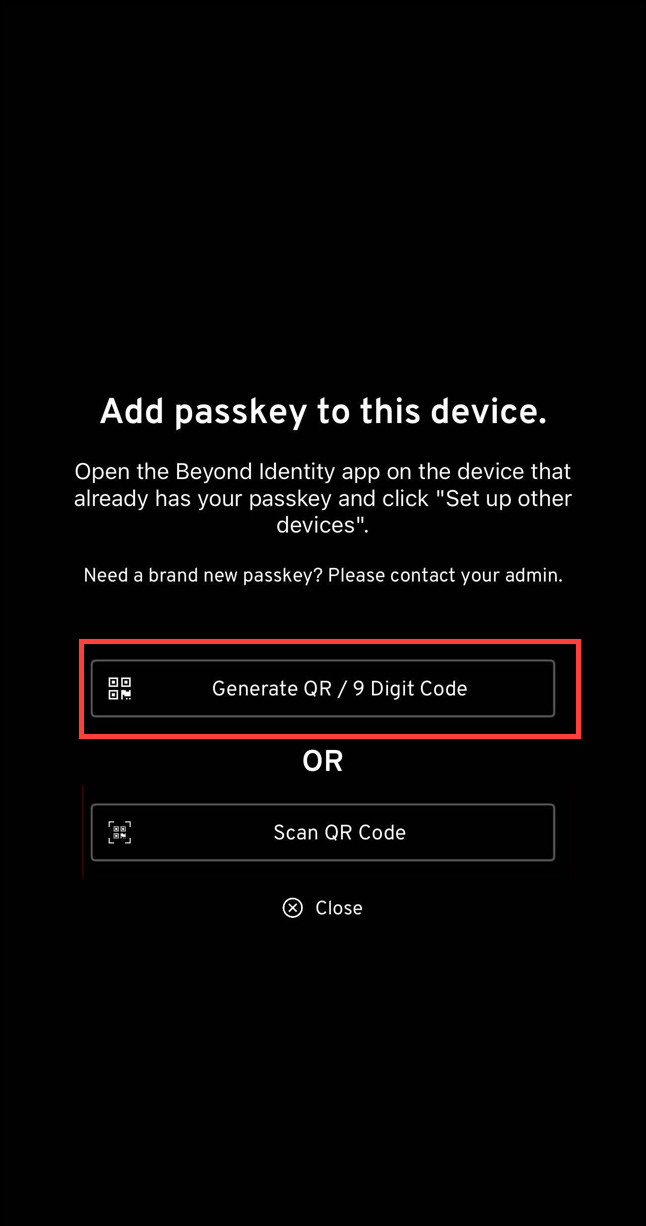 Add passkey to this device.
Open the Beyond Identity app on the device that
already has your passkey and click "Set up other
devices".
Need a brand new passkey? Please contact your admin.
Generate QR / 9 Digit Code
OR
Scan QR Code
Close